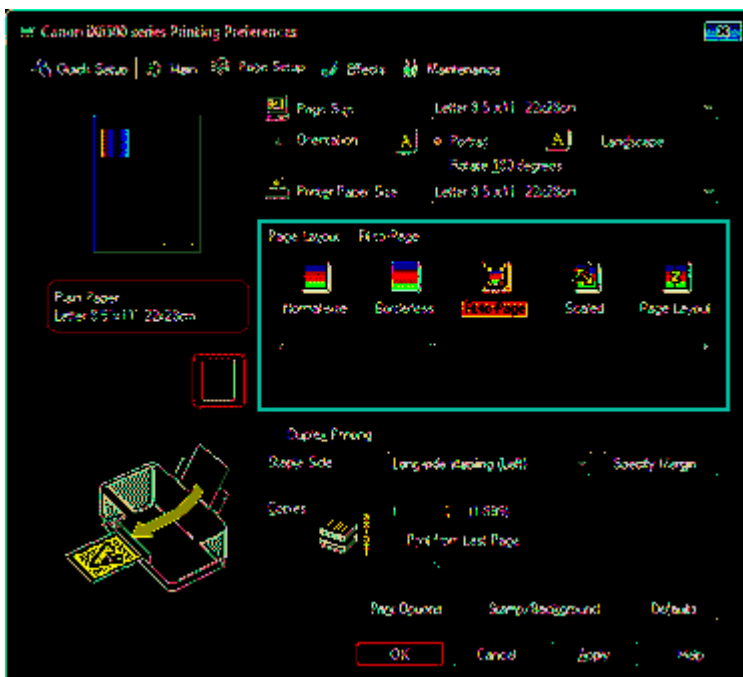 Canon iX6500 series Printing Preferences
Quick Setup Main Page Setup Effects Maintenance
Page Size Letter 8.5"x11" 22x28cm
Orientation Portrait Landscape
Rotate 180 degrees
Printer Paper Size Letter 8.5"x11" 22x28cm
Page Layout Fit-to-Page
Normal-size Borderless Fit-to-Page Scaled Page Layout
Plain Paper
Letter 8.5"x11" 22x28cm
Duplex Printing
Staple Side Long-side stapling (Left) Specify Margin
Copies 1 (1-999)
Print from Last Page
Print Options Stamp/Background Defaults
OK Cancel Apply Help